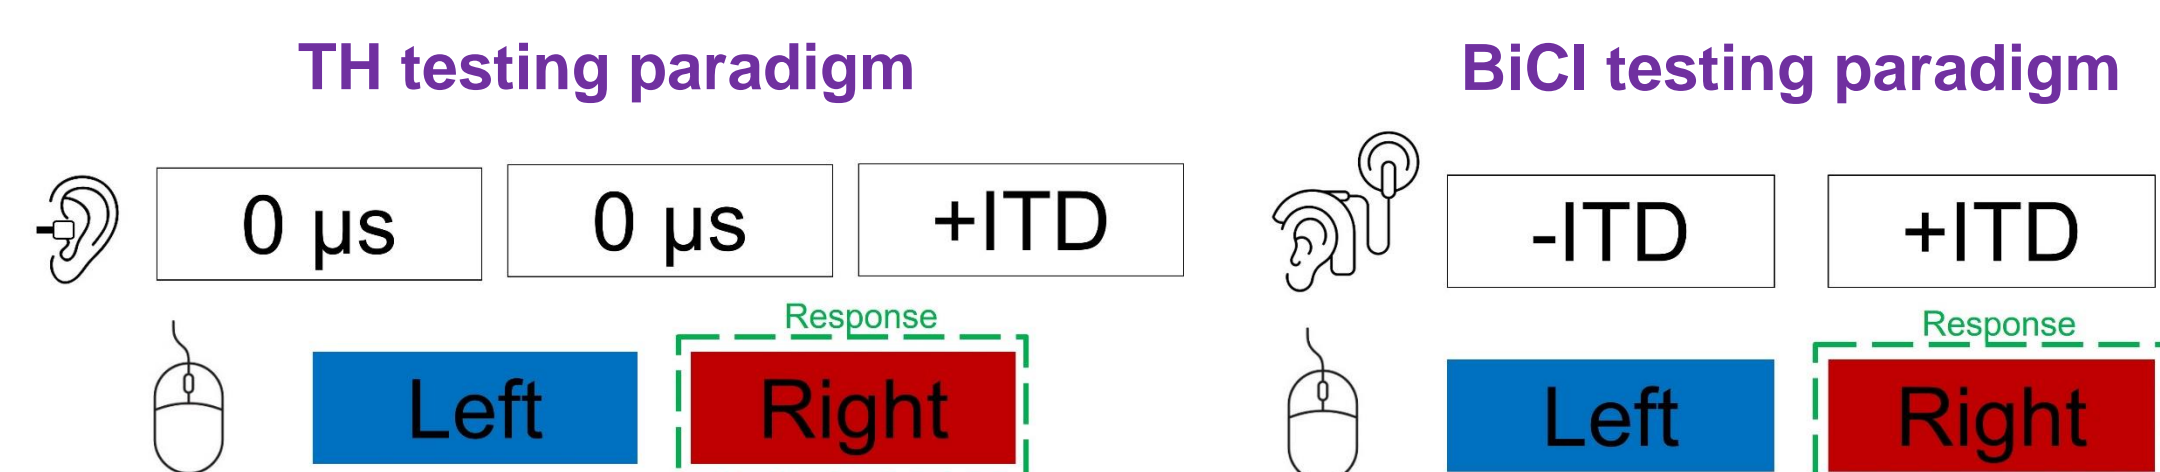 TH testing paradigm
0 µs 0 µs +ITD
Response
Left Right
BiCI testing paradigm
-ITD +ITD
Response
Left Right